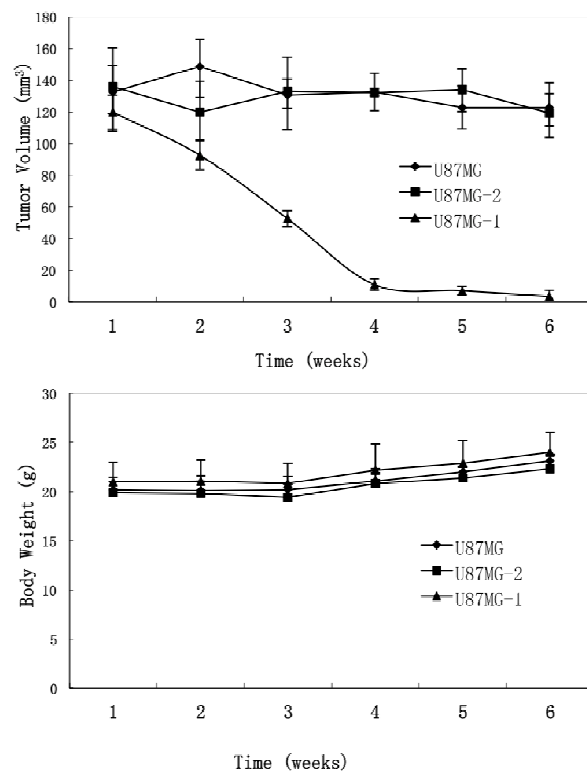 Tumor Volume (mm³)
180
160
140
120
100
80
60
40
20
0
U87MG
U87MG-2
U87MG-1
1 2 3 4 5 6
Time (weeks)
Body Weight (g)
30
25
20
15
10
5
0
U87MG
U87MG-2
U87MG-1
1 2 3 4 5 6
Time (weeks)